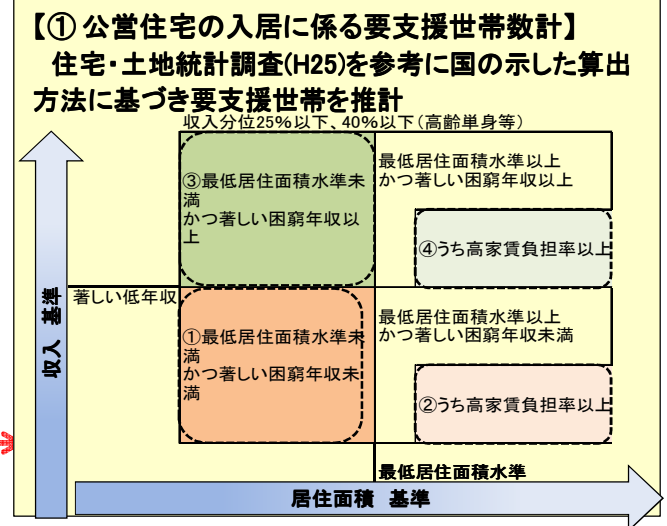 【① 公営住宅の入居に係る要支援世帯数計】
住宅・土地統計調査(H25)を参考に国の示した算出
方法に基づき要支援世帯を推計
収入分位25%以下、40%以下(高齢単身等)
③最低居住面積水準未
満
かつ著しい困窮年収以
上
最低居住面積水準以上
かつ著しい困窮年収以上
④うち高家賃負担率以上
著しい低年収
①最低居住面積水準未
満
かつ著しい困窮年収未
満
最低居住面積水準以上
かつ著しい困窮年収未満
②うち高家賃負担率以上
収入 基準
最低居住面積水準
居住面積 基準